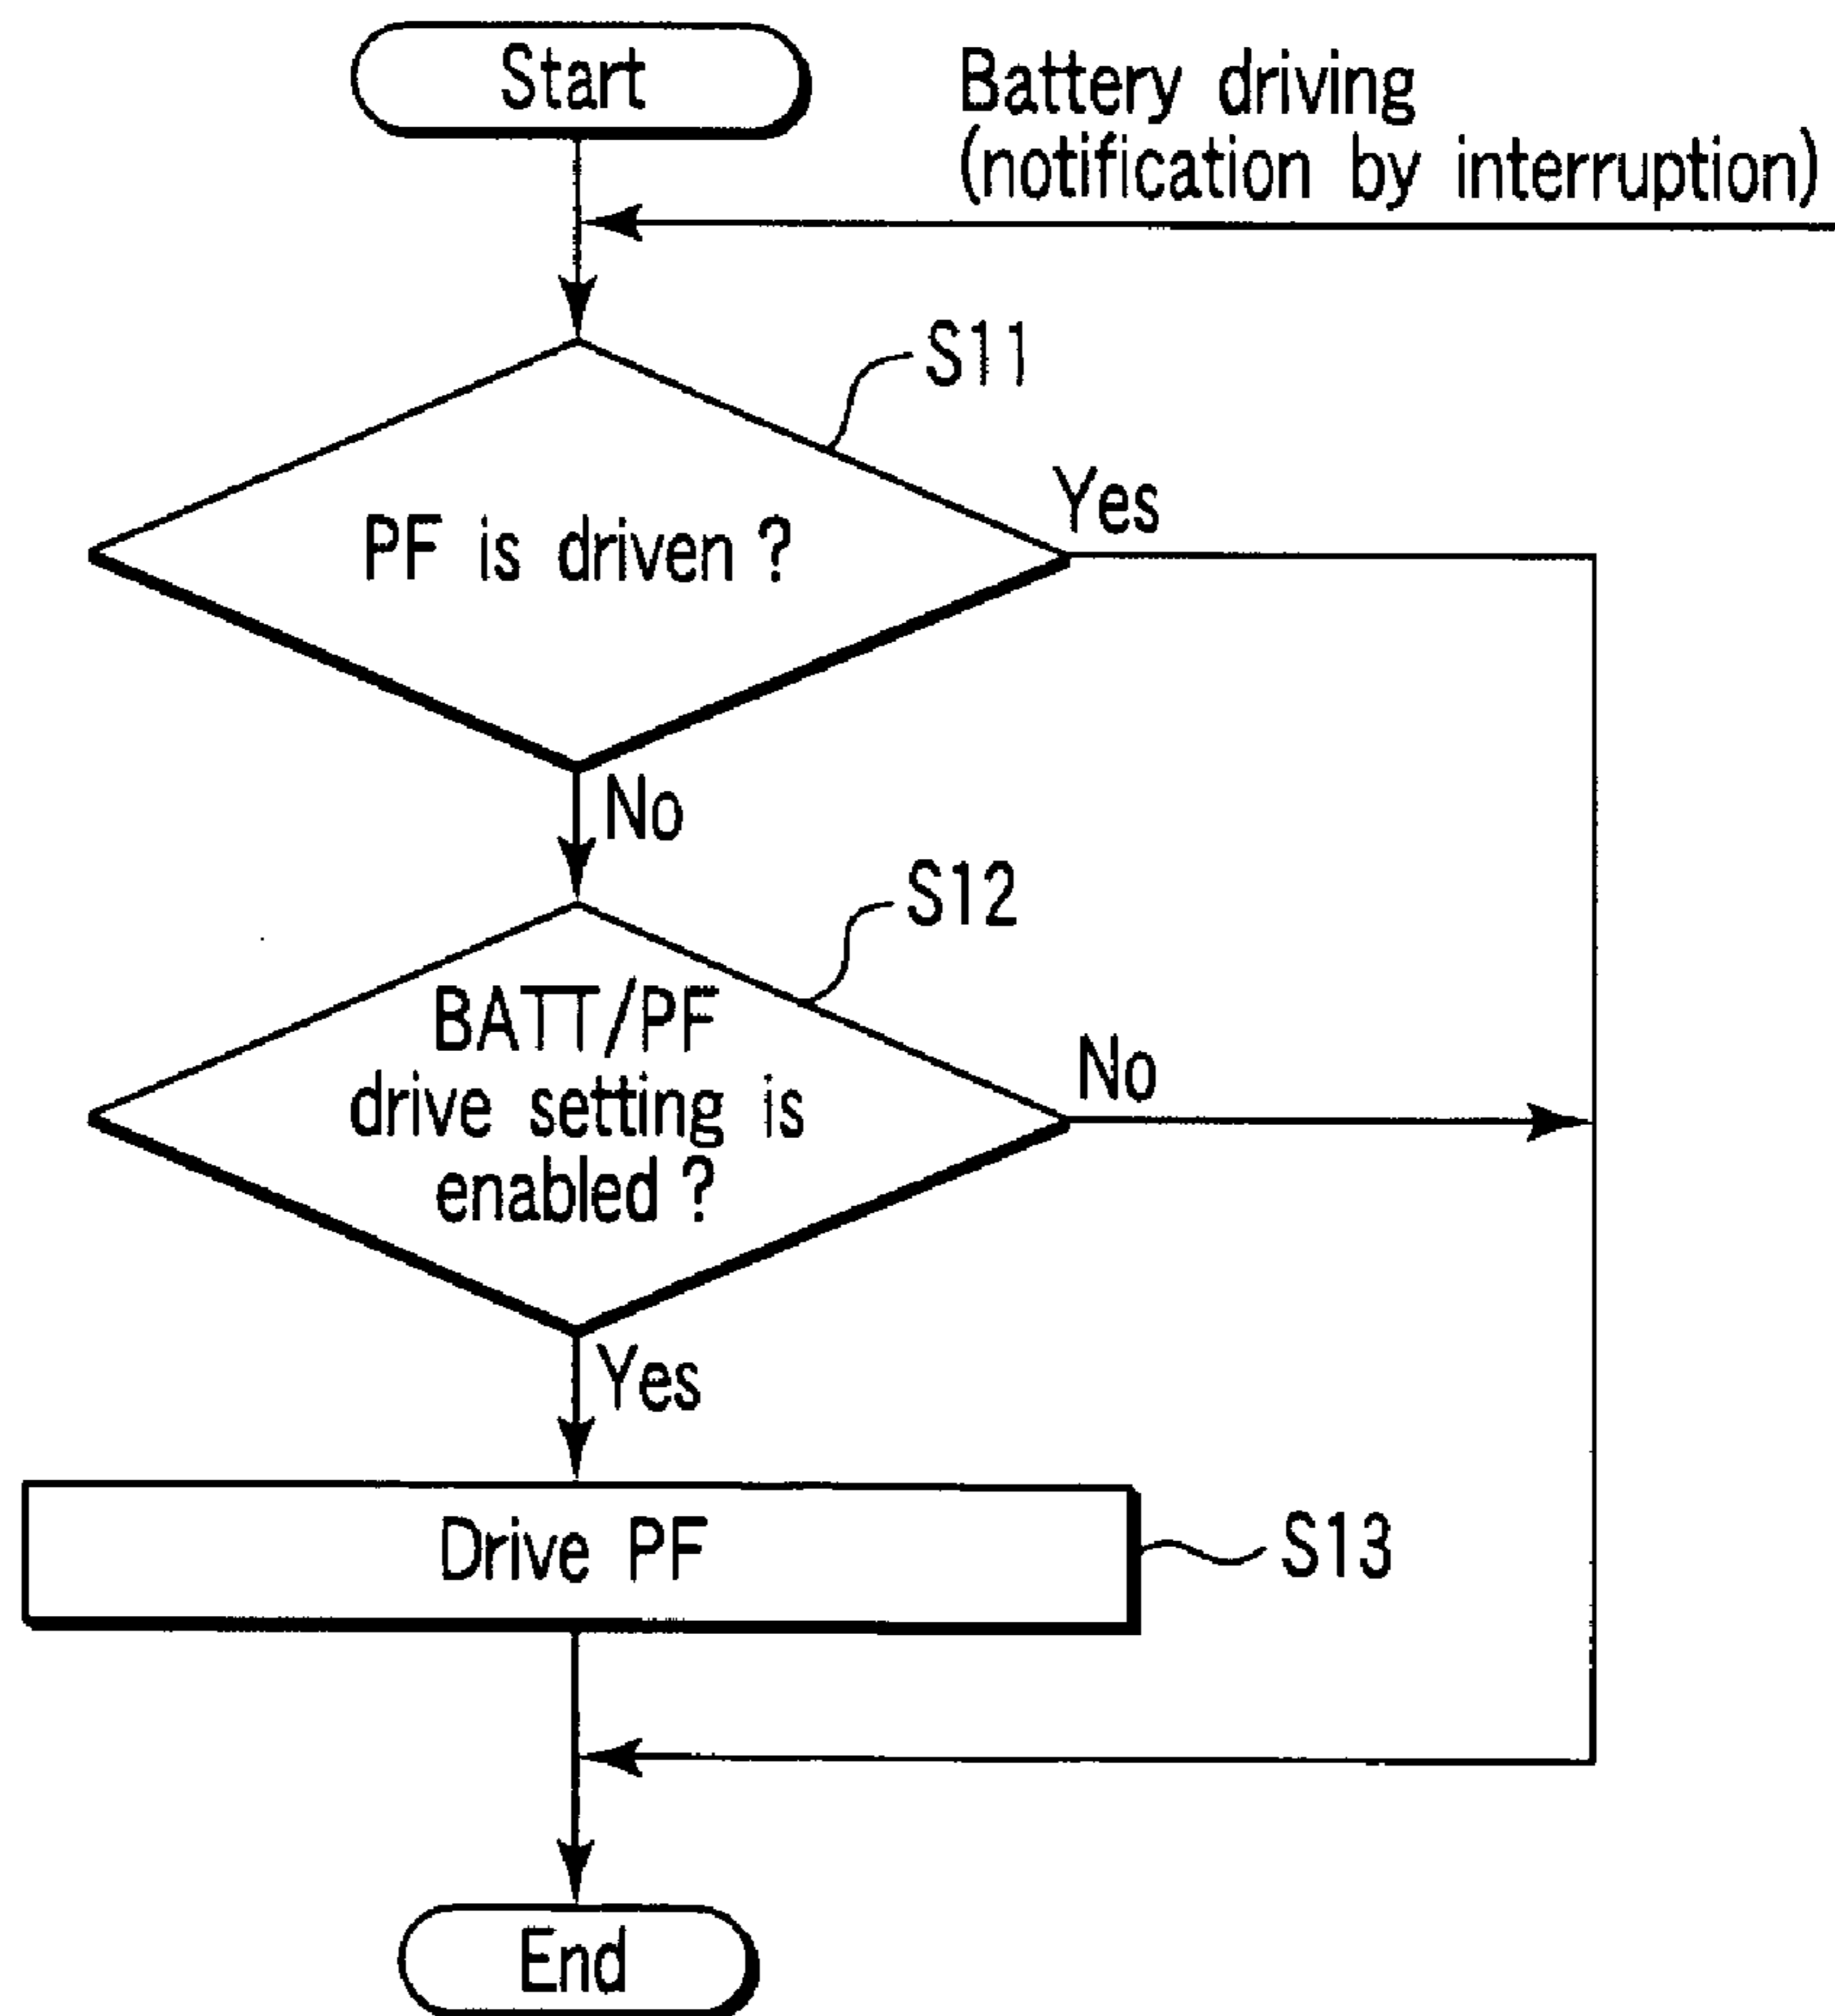 Start
Battery driving
(notification by interruption)
S11
PF is driven ?
Yes
No
S12
BATT/PF
drive setting is
enabled ?
No
Yes
Drive PF
S13
End